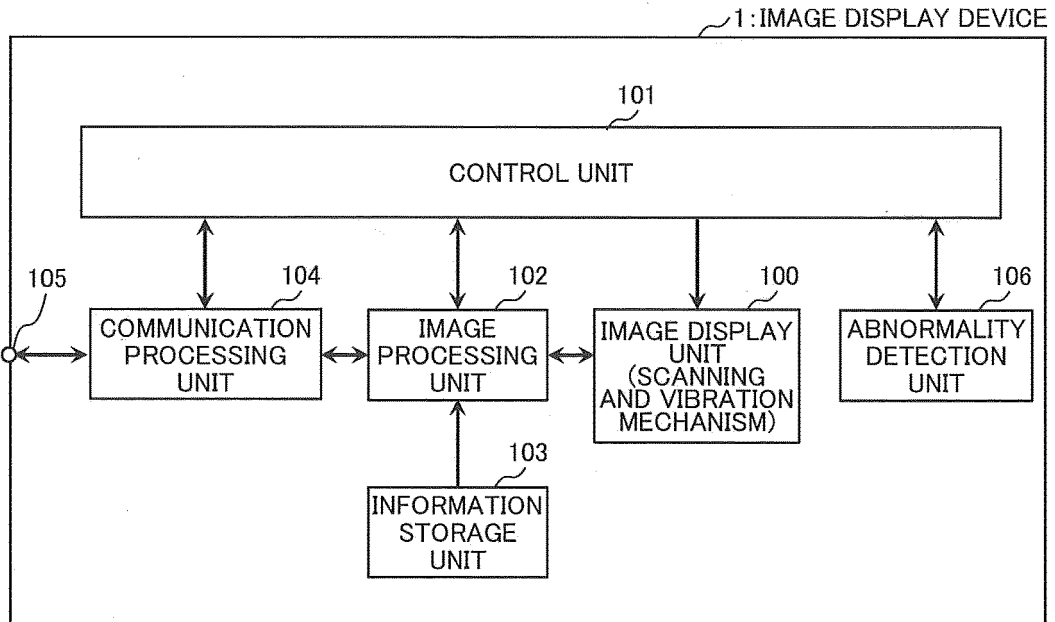 1:IMAGE DISPLAY DEVICE
101
CONTROL UNIT
105
104
COMMUNICATION
PROCESSING
UNIT
102
IMAGE
PROCESSING
UNIT
100
IMAGE DISPLAY
UNIT
(SCANNING
AND VIBRATION
MECHANISM)
106
ABNORMALITY
DETECTION
UNIT
103
INFORMATION
STORAGE
UNIT